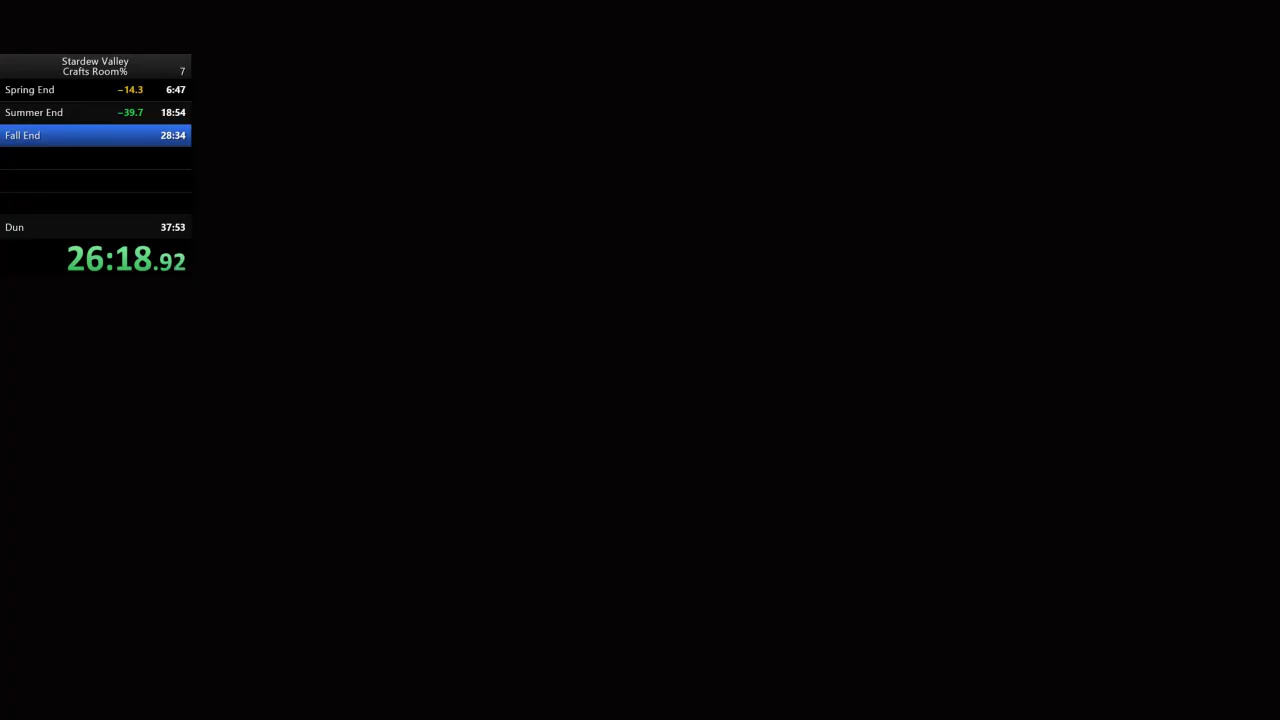 Stardew Valley
Crafts Room% 7
Spring End −14.3 6:47
Summer End −39.7 18:54
Fall End 28:34
Dun 37:53
26:18.92